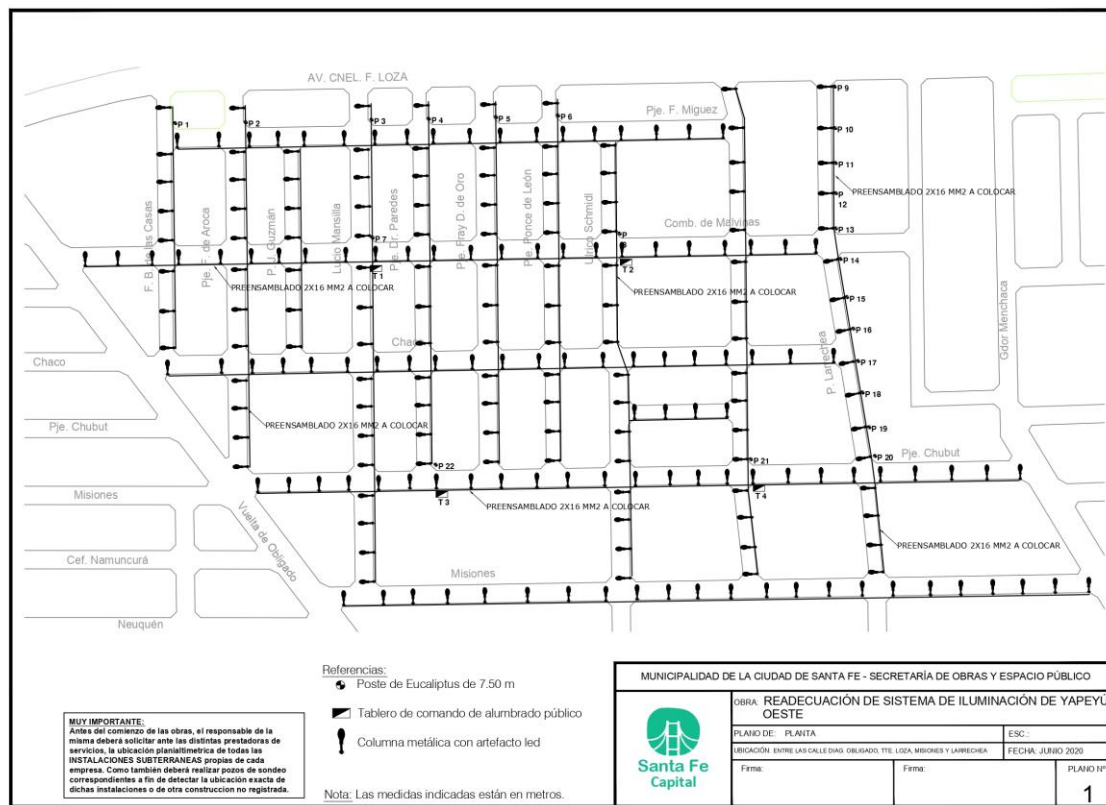 AV. CNEL. F. LOZA
Pje. F. Miguez
P 1
P 2
P 3
P 4
P 5
P 6
P 9
P 10
P 11
P
12
P 13
PREENSAMBLADO 2X16 MM2 A COLOCAR
F. B. de las Casas
Pje. F. de Aroca
P. U. Guzmán
Lucio Mansilla
Pje. Dr. Paredes
Pje. Fray D. de Oro
Pje. Ponce de León
Ulrico Schmidl
Comb. de Malvinas
P 7
P
T 1
T 2
P 14
P 15
P 16
P 17
P 18
P 19
P 20
PREENSAMBLADO 2X16 MM2 A COLOCAR
PREENSAMBLADO 2X16 MM2 A COLOCAR
Gdor Menchaca
P. Larrechea
Chaco
Chaco
Pje. Chubut
PREENSAMBLADO 2X16 MM2 A COLOCAR
P 22
P 21
Pje. Chubut
Misiones
T 3
T 4
PREENSAMBLADO 2X16 MM2 A COLOCAR
Vuelta de Obligado
PREENSAMBLADO 2X16 MM2 A COLOCAR
Cef. Namuncurá
Misiones
Neuquén
Referencias:
Poste de Eucaliptus de 7.50 m
Tablero de comando de alumbrado público
Columna metálica con artefacto led
Nota: Las medidas indicadas están en metros.
MUY IMPORTANTE:
Antes del comienzo de las obras, el responsable de la
misma deberá solicitar ante las distintas prestadoras de
servicios, la ubicación planialtimetrica de todas las
INSTALACIONES SUBTERRANEAS propias de cada
empresa. Como también deberá realizar pozos de sondeo
correspondientes a fin de detectar la ubicación exacta de
dichas instalaciones o de otra construccion no registrada.
MUNICIPALIDAD DE LA CIUDAD DE SANTA FE - SECRETARÍA DE OBRAS Y ESPACIO PÚBLICO
Santa Fe
Capital
OBRA: READECUACIÓN DE SISTEMA DE ILUMINACIÓN DE YAPEYÚ
OESTE
PLANO DE: PLANTA
ESC.:
UBICACIÓN: ENTRE LAS CALLE DIAG. OBLIGADO, TTE. LOZA, MISIONES Y LARRECHEA
FECHA: JUNIO 2020
Firma:
Firma:
PLANO Nº
1